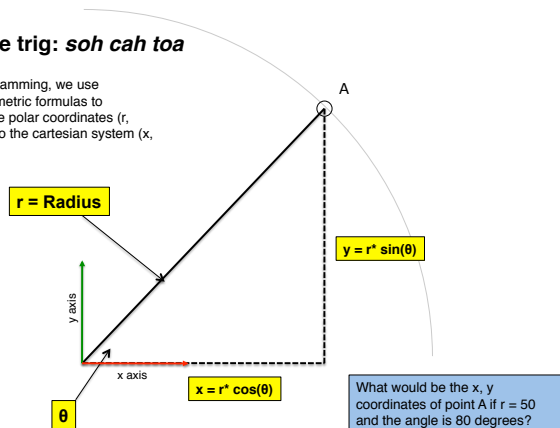 e trig: soh cah toa
amming, we use
metric formulas to
e polar coordinates (r,
o the cartesian system (x,
A
r = Radius
y = r* sin(θ)
y axis
x axis
x = r* cos(θ)
θ
What would be the x, y
coordinates of point A if r = 50
and the angle is 80 degrees?